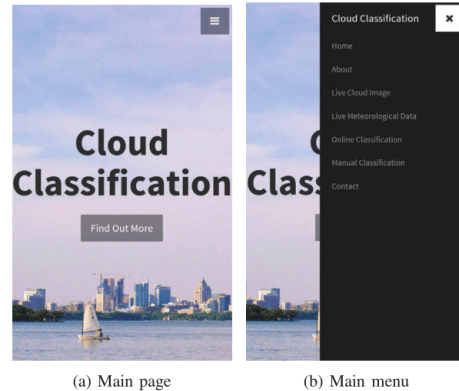 Cloud
Classification
Find Out More
(a) Main page
C
Class
Cloud Classification
Home
About
Live Cloud Image
Live Meteorological Data
Online Classification
Manual Classification
Contact
(b) Main menu